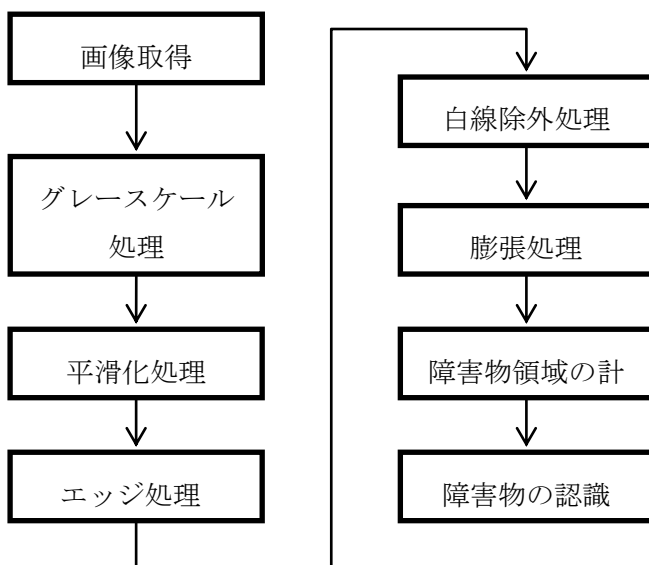 画像取得
グレースケール
処理
平滑化処理
エッジ処理
白線除外処理
膨張処理
障害物領域の計
障害物の認識